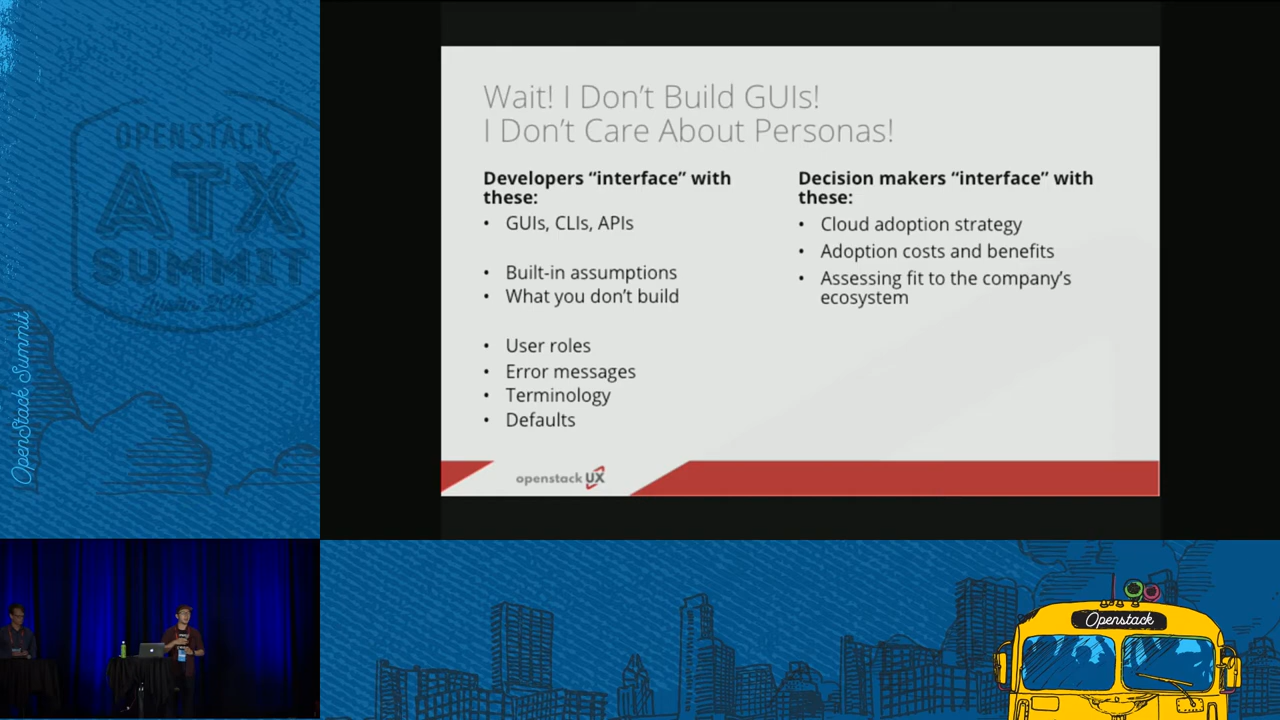 OPENSTACK
ATX
SUMMIT
Austin 2016
OpenStack Summit
Wait! I Don't Build GUIs!
I Don't Care About Personas!
Developers “interface” with
these:
• GUIs, CLIs, APIs
• Built-in assumptions
• What you don't build
• User roles
• Error messages
• Terminology
• Defaults
Decision makers “interface” with
these:
• Cloud adoption strategy
• Adoption costs and benefits
• Assessing fit to the company's
ecosystem
openstack UX
Openstack